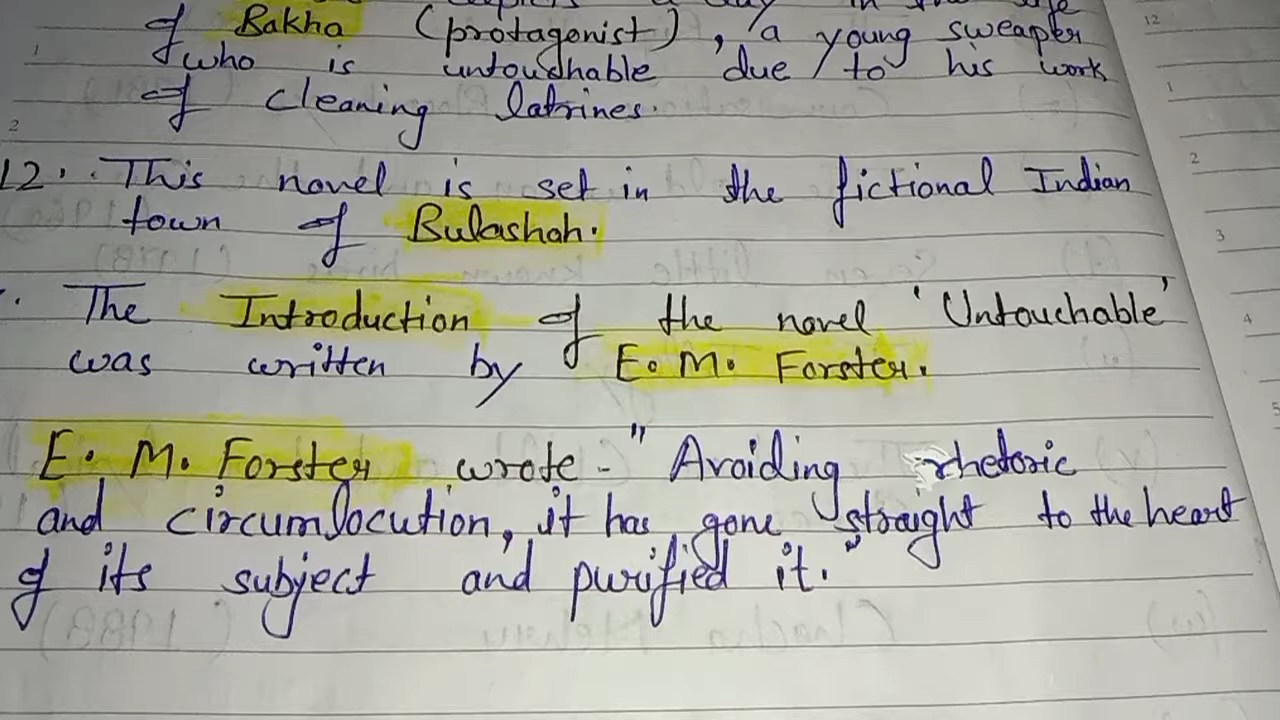 of Bakha (protagonist), a young sweaper
who is untouchable due to his work
of cleaning latrines.
12. This novel is set in the fictional Indian
town of Bulashah.
The Introduction of the novel 'Untouchable'
was written by E. M. Forster.
E. M. Forster wrote - "Avoiding rhetoric
and circumlocution, it has gone straight to the heart
of its subject and purified it."